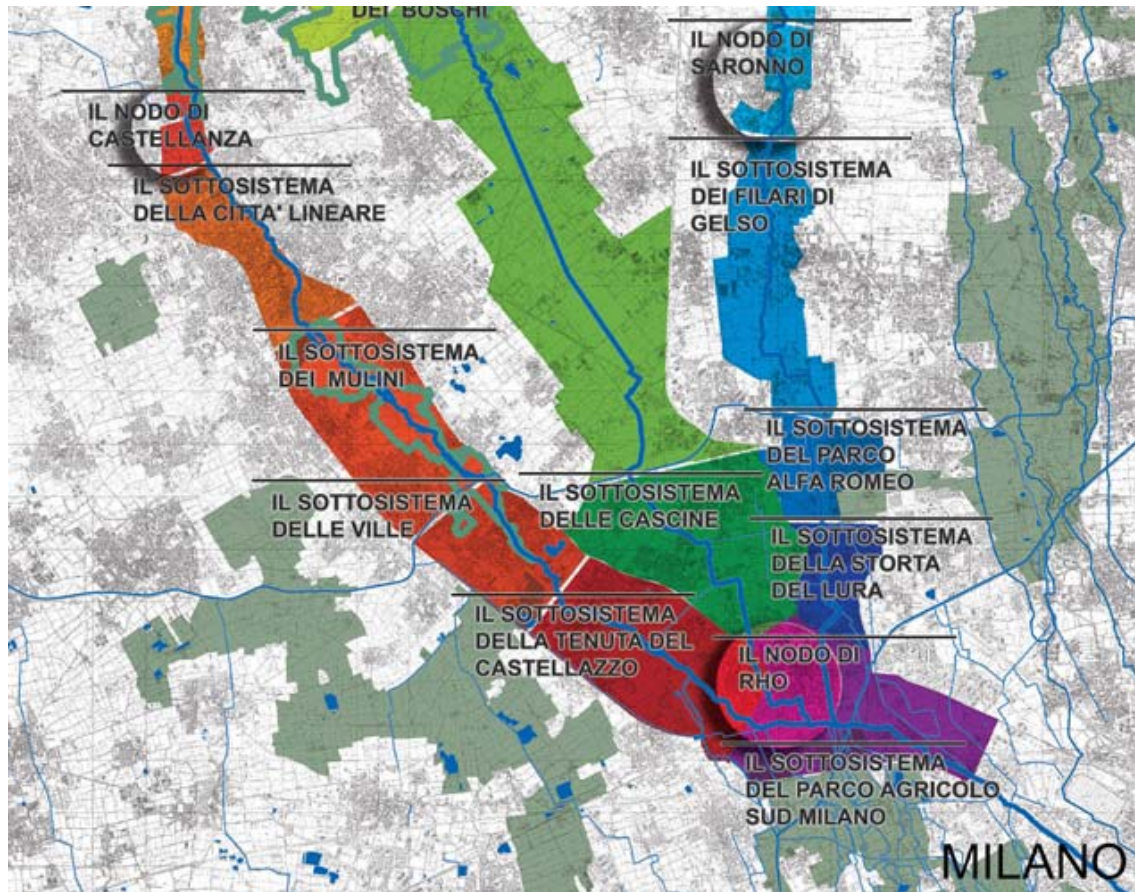 DEI BOSCHI
IL NODO DI
SARONNO
IL NODO DI
CASTELLANZA
IL SOTTOSISTEMA
DELLA CITTA' LINEARE
IL SOTTOSISTEMA
DEI FILARI DI
GELSO
IL SOTTOSISTEMA
DEI MULINI
IL SOTTOSISTEMA
DEL PARCO
ALFA ROMEO
IL SOTTOSISTEMA
DELLE VILLE
IL SOTTOSISTEMA
DELLE CASCINE
IL SOTTOSISTEMA
DELLA STORTA
DEL LURA
IL SOTTOSISTEMA
DELLA TENUTA DEL
CASTELLAZZO
IL NODO DI
RHO
IL SOTTOSISTEMA
DEL PARCO AGRICOLO
SUD MILANO
MILANO